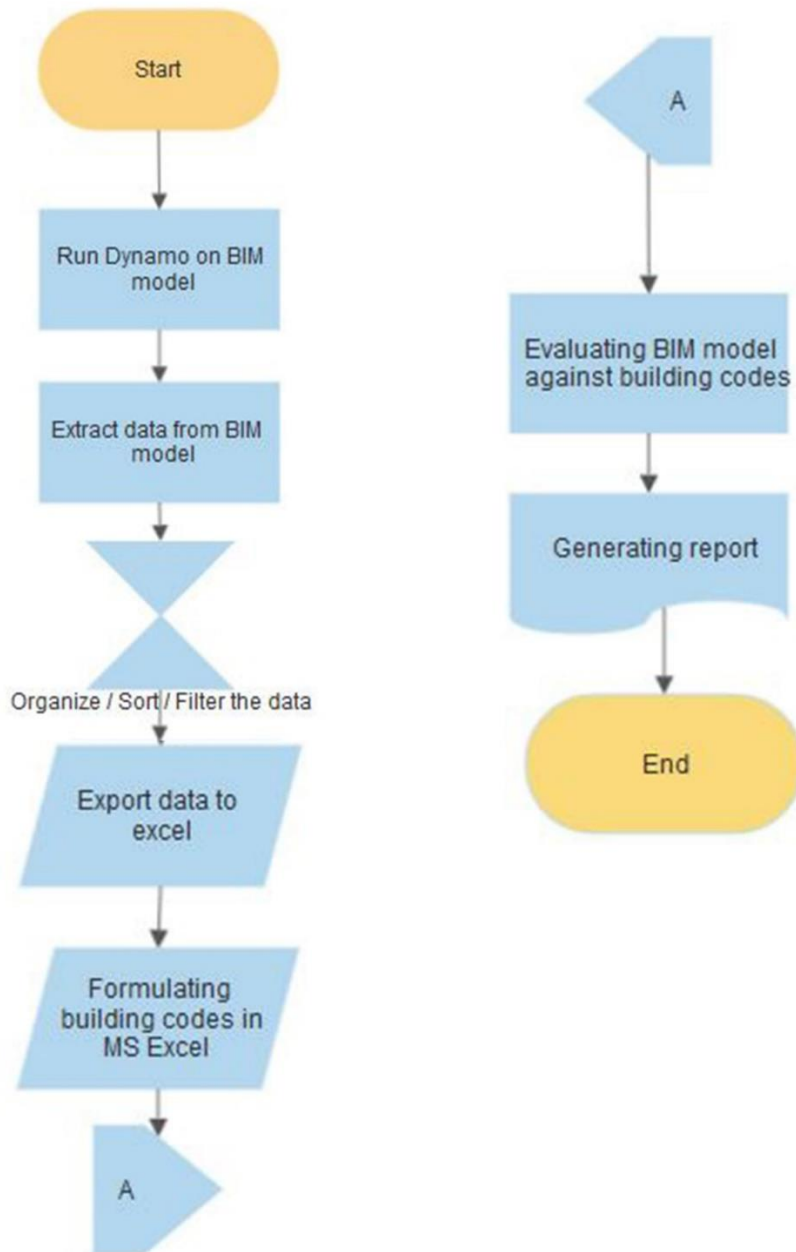 Start
Run Dynamo on BIM
model
Extract data from BIM
model
Organize / Sort / Filter the data
Export data to
excel
Formulating
building codes in
MS Excel
A
A
Evaluating BIM model
against building codes
Generating report
End